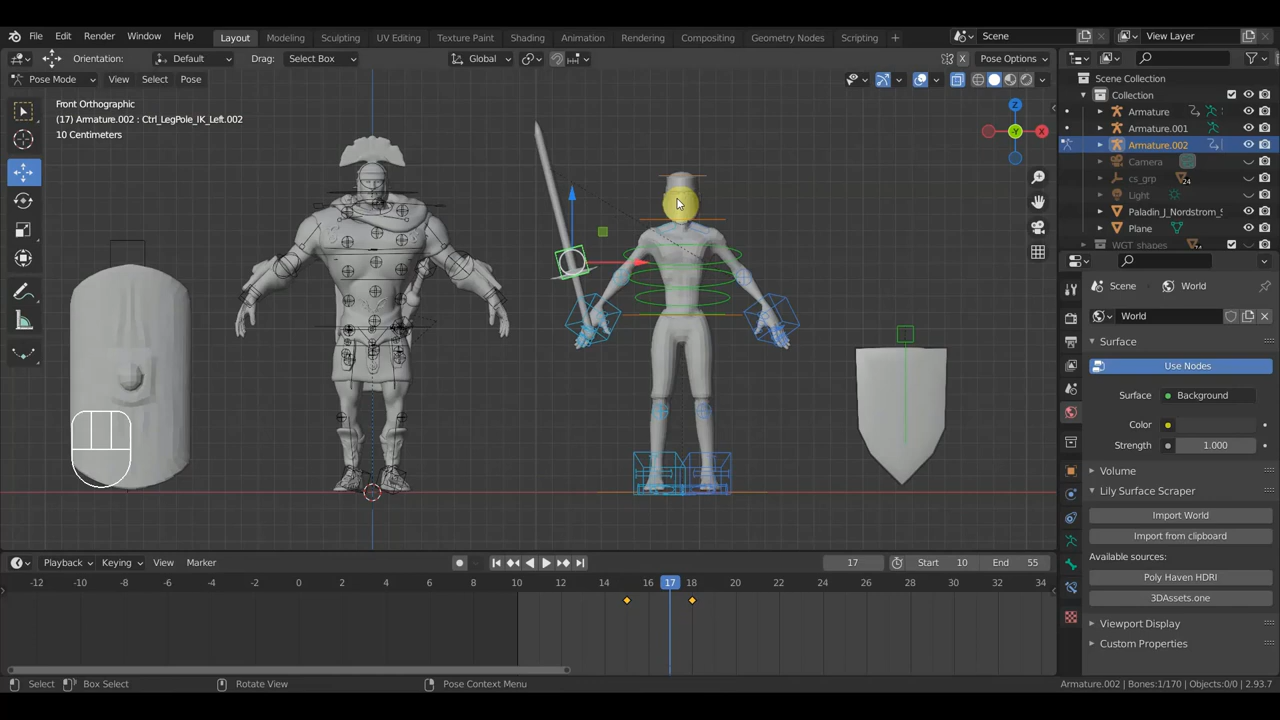 File Edit Render Window Help Layout Modeling Sculpting UV Editing Texture Paint Shading Animation Rendering Compositing Geometry Nodes Scripting + Scene View Layer
Orientation: Default Drag: Select Box Global Pose Options
Pose Mode View Select Pose
Front Orthographic
(17) Armature.002 : Ctrl_LegPole_IK_Left.002
10 Centimeters
X
Y
Z
Scene Collection
Collection
Armature
Armature.001
Armature.002
Camera
cs_grp 24
Light
Paladin_J_Nordstrom_S
Plane
WGT_shapes
Scene World
World
Surface
Use Nodes
Surface Background
Color
Strength 1.000
Volume
Lily Surface Scraper
Import World
Import from clipboard
Available sources:
Poly Haven HDRI
3DAssets.one
Viewport Display
Custom Properties
Playback Keying View Marker 17 Start 10 End 55
-12 -10 -8 -6 -4 -2 0 2 4 6 8 10 12 14 16 17 18 20 22 24 26 28 30 32 34
Select Box Select Rotate View Pose Context Menu Armature.002 | Bones:1/170 | Objects:0/0 | 2.93.7